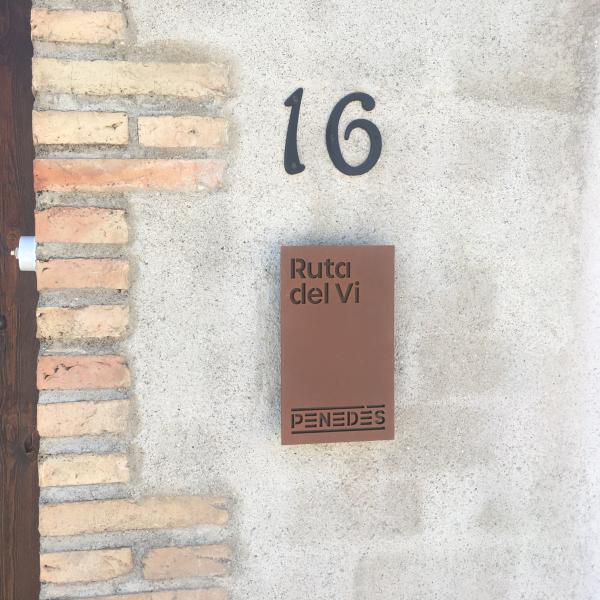 16
Ruta
del Vi
PENEDÈS